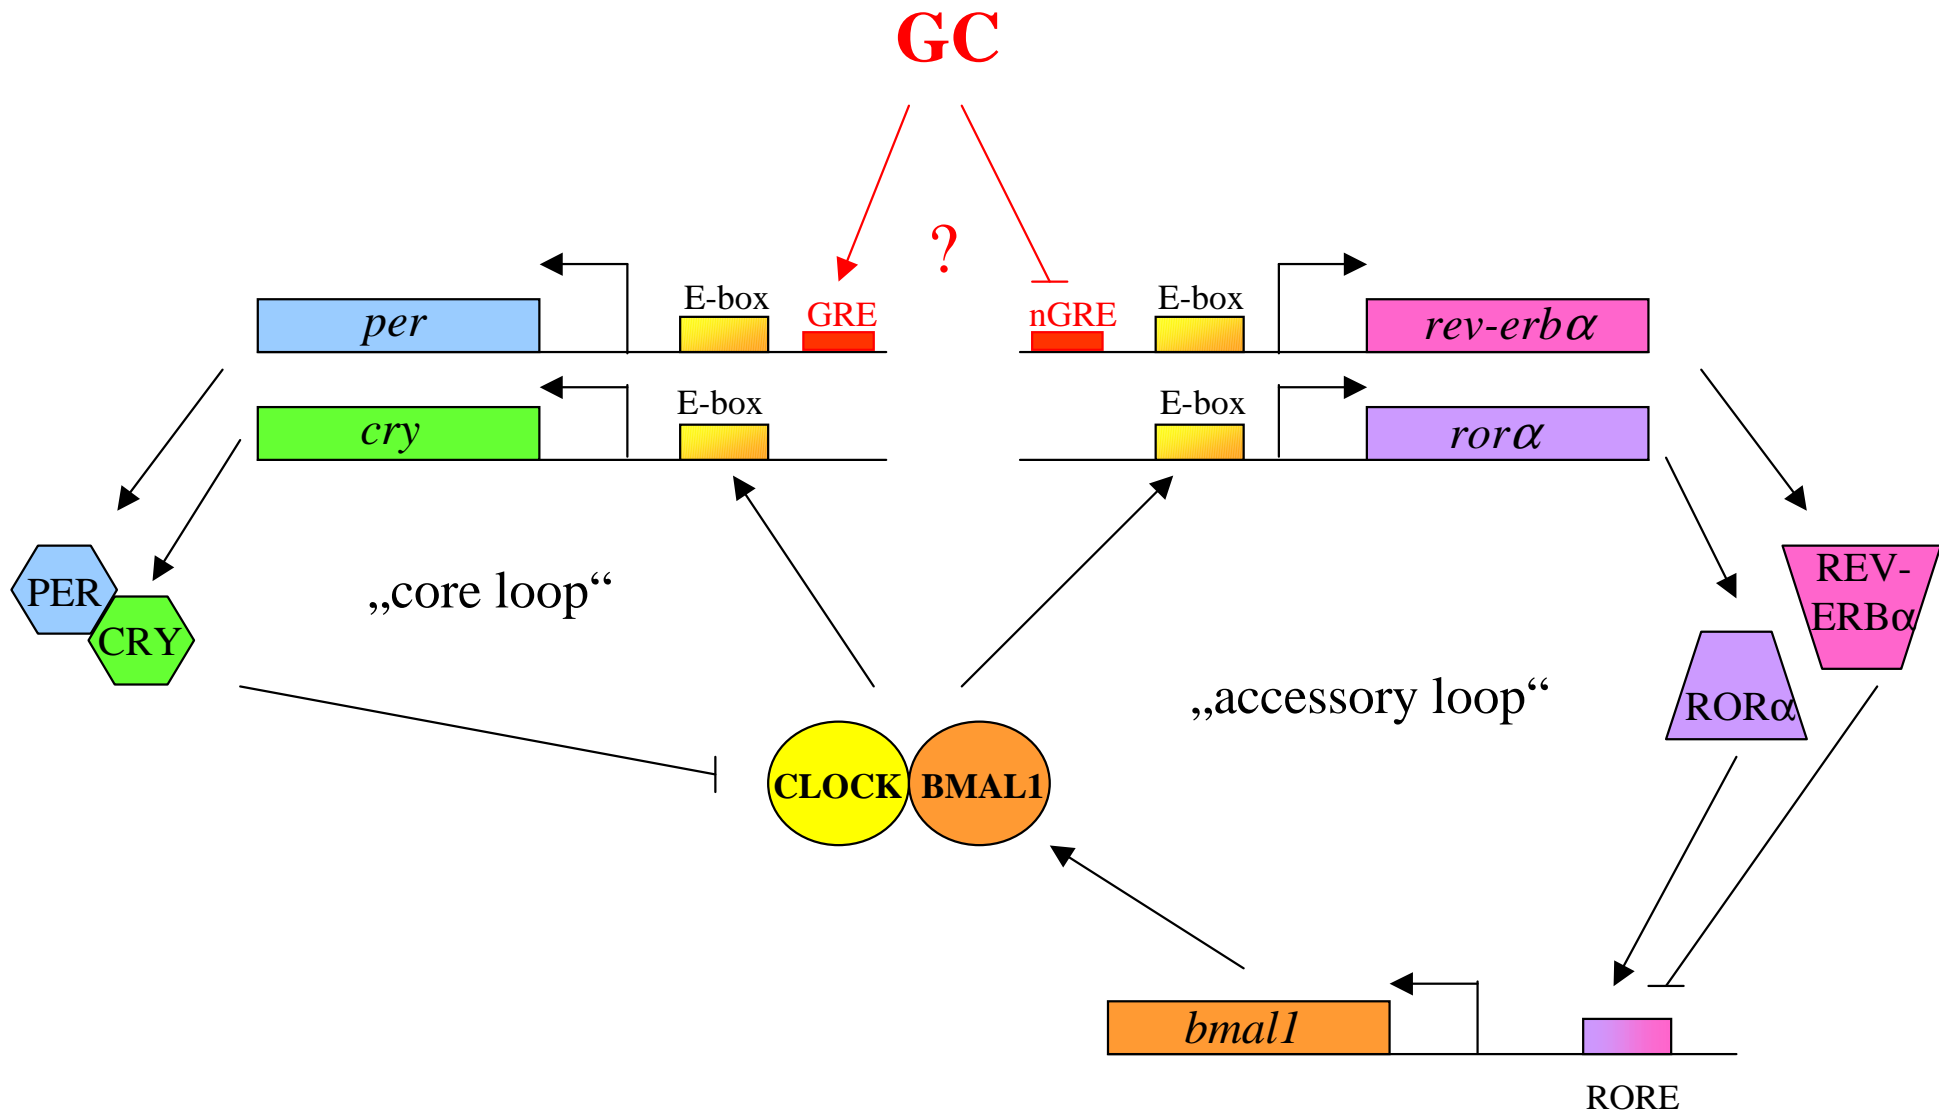 GC
?
E-box
GRE
nGRE
E-box
per
rev-erbα
E-box
E-box
cry
rorα
PER
CRY
„core loop“
REV-
ERBα
„accessory loop“
RORα
CLOCK
BMAL1
bmal1
RORE